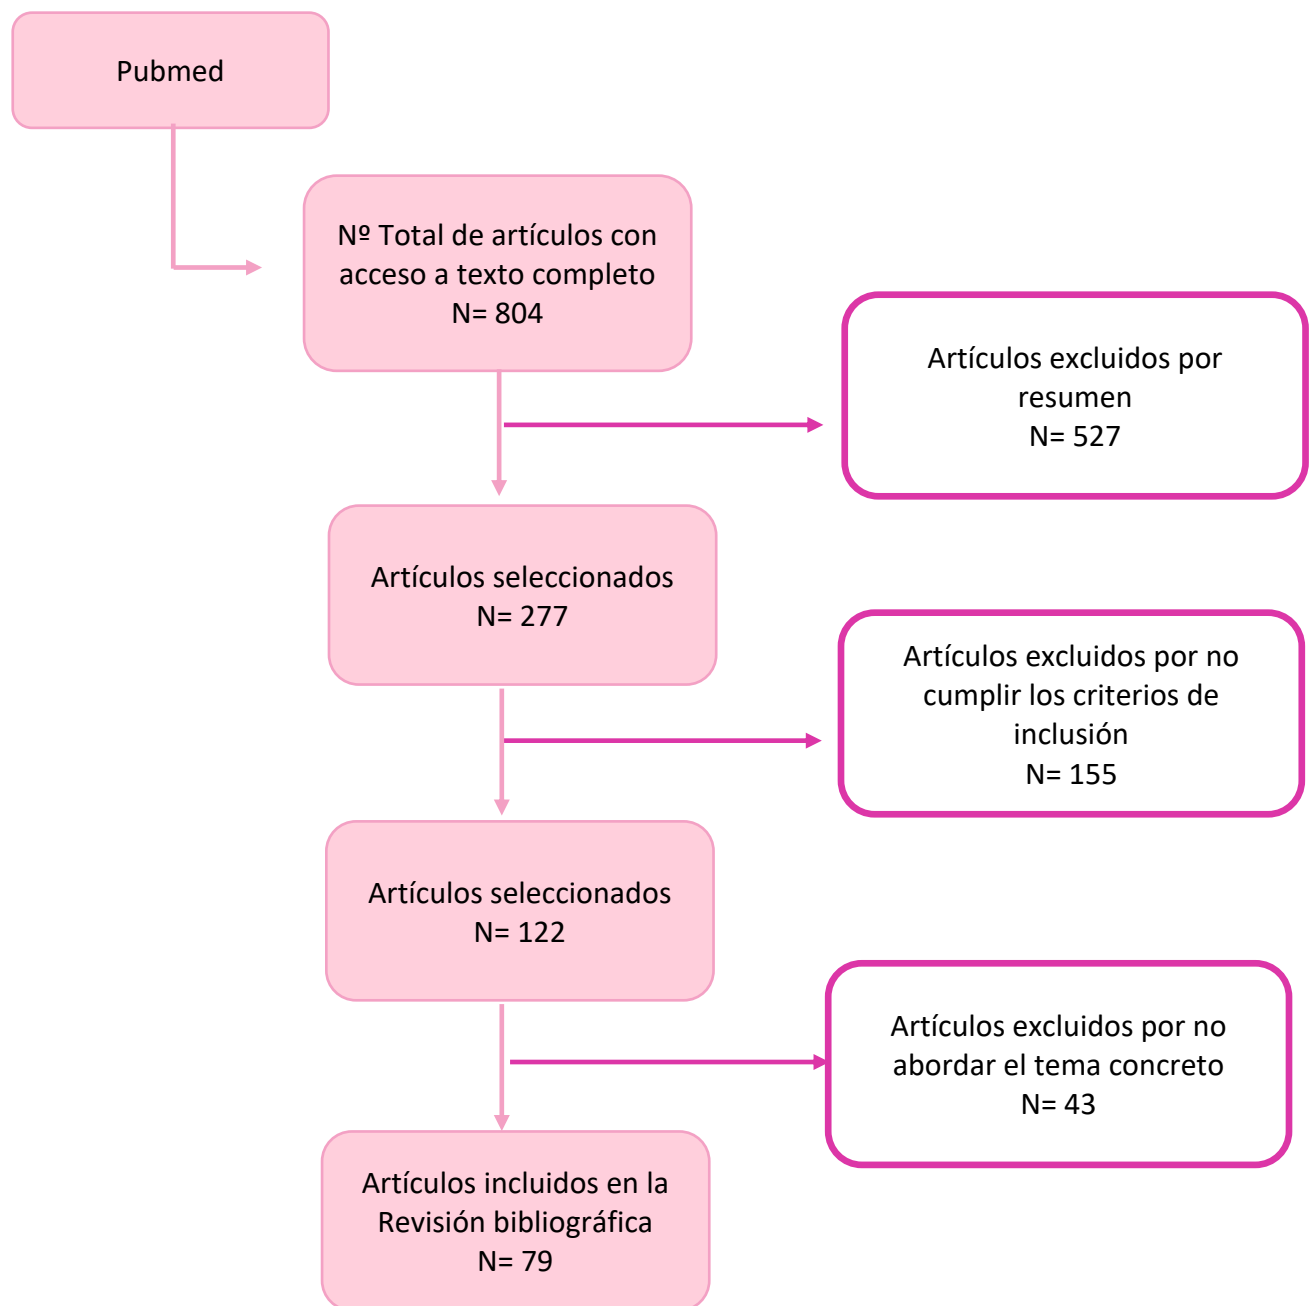 Pubmed
Nº Total de artículos con
acceso a texto completo
N= 804
Artículos excluidos por
resumen
N= 527
Artículos seleccionados
N= 277
Artículos excluidos por no
cumplir los criterios de
inclusión
N= 155
Artículos seleccionados
N= 122
Artículos excluidos por no
abordar el tema concreto
N= 43
Artículos incluidos en la
Revisión bibliográfica
N= 79